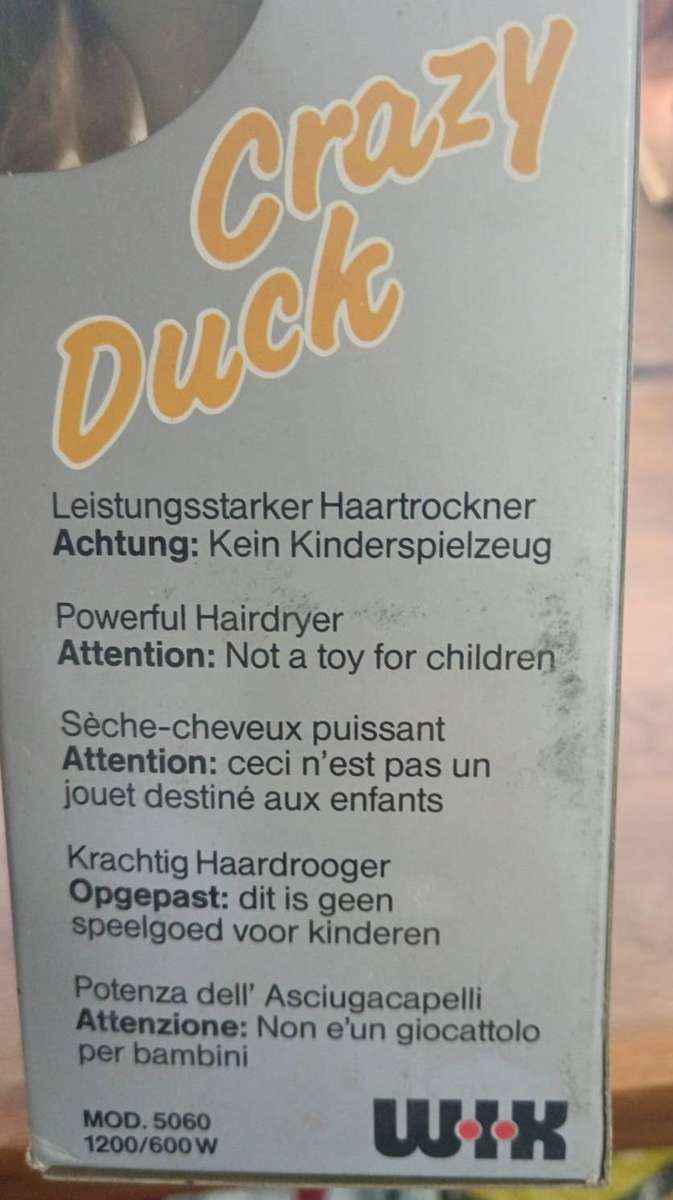 Crazy
Duck
Leistungsstarker Haartrockner
Achtung: Kein Kinderspielzeug
Powerful Hairdryer
Attention: Not a toy for children
Sèche-cheveux puissant
Attention: ceci n'est pas un
jouet destiné aux enfants
Krachtig Haardrooger
Opgepast: dit is geen
speelgoed voor kinderen
Potenza dell' Asciugacapelli
Attenzione: Non e'un giocattolo
per bambini
MOD. 5060
1200/600 W
W•I•K